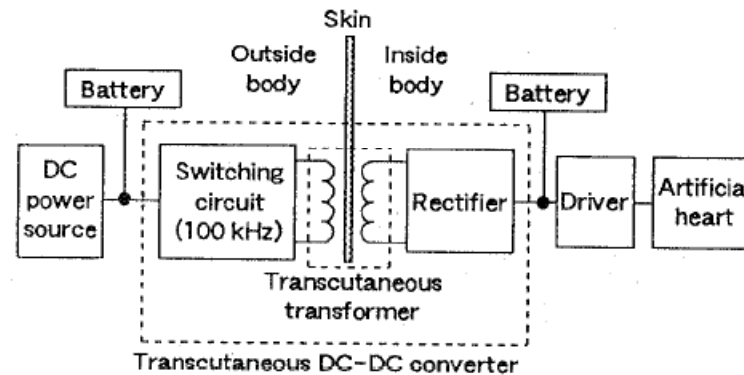 Skin
Outside
body
Inside
body
Battery
Battery
DC
power
source
Switching
circuit
(100 kHz)
Rectifier
Driver
Artificial
heart
Transcutaneous
transformer
Transcutaneous DC-DC converter